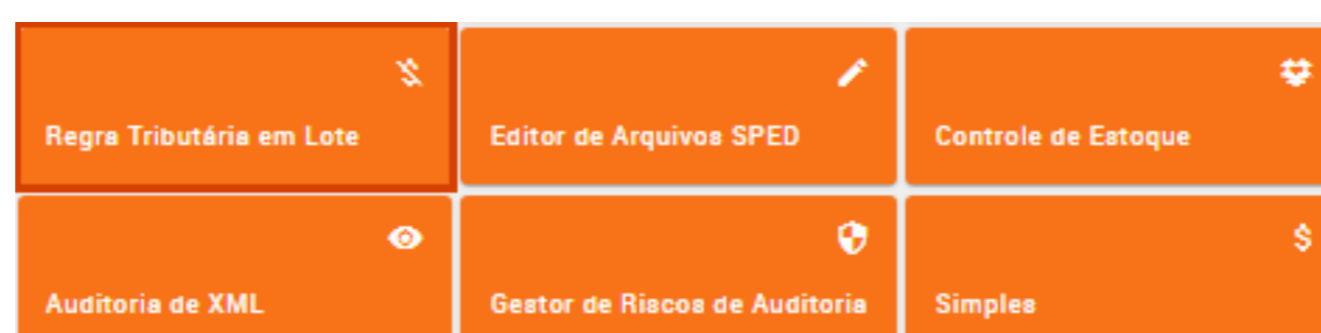 Regra Tributária em Lote
Editor de Arquivos SPED
Controle de Estoque
Auditoria de XML
Gestor de Riscos de Auditoria
Simples